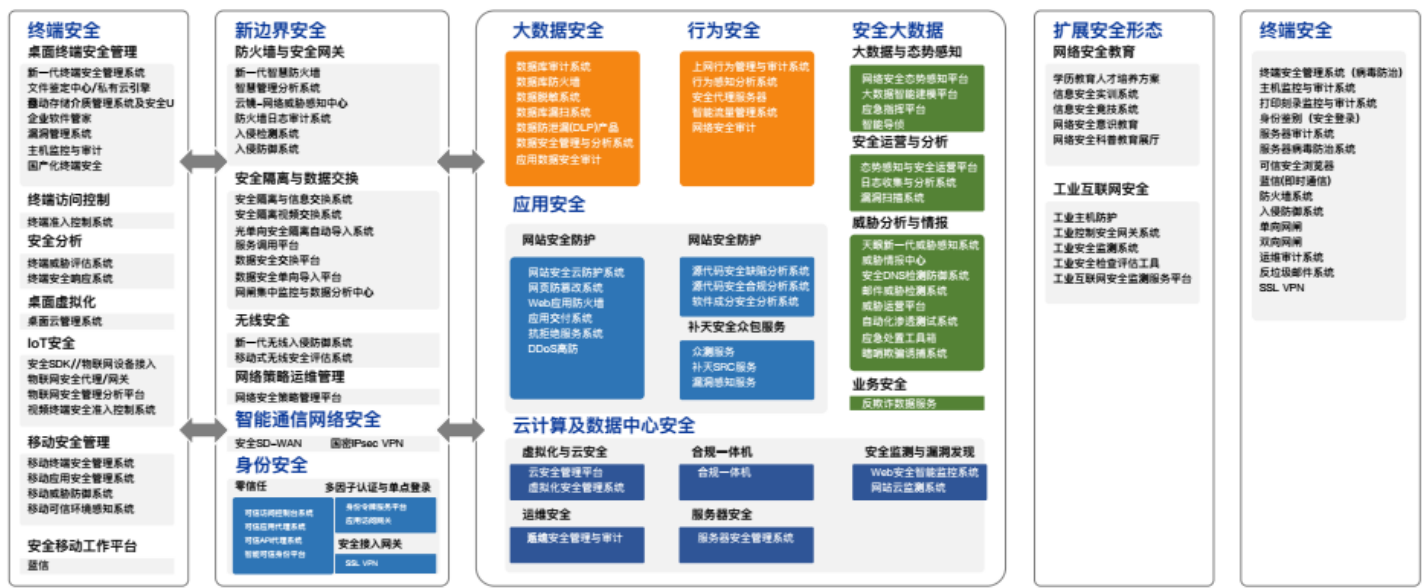 终端安全
桌面终端安全管理
新一代终端安全管理系统
文件鉴定中心/私有云引擎
移动存储介质管理系统及安全U
企业软件管家
漏洞管理系统
主机监控与审计
国产化终端安全
终端访问控制
终端准入控制系统
安全分析
终端威胁评估系统
终端安全响应系统
桌面虚拟化
桌面云管理系统
IoT安全
安全SDK//物联网设备接入
物联网安全代理/网关
物联网安全管理分析平台
视频终端安全准入控制系统
移动安全管理
移动终端安全管理系统
移动应用安全管理系统
移动威胁防御系统
移动可信环境感知系统
安全移动工作平台
蓝信
新边界安全
防火墙与安全网关
新一代智慧防火墙
智慧管理分析系统
云镜-网络威胁感知中心
防火墙日志审计系统
入侵检测系统
入侵防御系统
安全隔离与数据交换
安全隔离与信息交换系统
安全隔离视频交换系统
光单向安全隔离自动导入系统
服务调用平台
数据安全交换平台
数据安全单向导入平台
网闸集中监控与数据分析中心
无线安全
新一代无线入侵防御系统
移动式无线安全评估系统
网络策略运维管理
网络安全策略管理平台
智能通信网络安全
安全SD-WAN 国密IPsec VPN
身份安全
零信任
可信访问控制台系统
可信应用代理系统
可信API代理系统
智能可信身份平台
多因子认证与单点登录
身份令牌服务平台
应用访问网关
安全接入网关
SSL VPN
大数据安全
数据库审计系统
数据库防火墙
数据脱敏系统
数据库漏扫系统
数据防泄漏(DLP)产品
数据安全管理与分析系统
应用数据安全审计
行为安全
上网行为管理与审计系统
行为感知分析系统
安全代理服务器
智能流量管理系统
网络安全审计
应用安全
网站安全防护
网站安全云防护系统
网页防篡改系统
Web应用防火墙
应用交付系统
抗拒绝服务系统
DDoS高防
网站安全防护
源代码安全缺陷分析系统
源代码安全合规分析系统
软件成分安全分析系统
补天安全众包服务
众测服务
补天SRC服务
漏洞感知服务
安全大数据
大数据与态势感知
网络安全态势感知平台
大数据智能建模平台
应急指挥平台
智能导侦
安全运营与分析
态势感知与安全运营平台
日志收集与分析系统
漏洞扫描系统
威胁分析与情报
天眼新一代威胁感知系统
威胁情报中心
安全DNS检测防御系统
邮件威胁检测系统
威胁运营平台
自动化渗透测试系统
应急处置工具箱
暗哨欺骗诱捕系统
业务安全
反欺诈数据服务
云计算及数据中心安全
虚拟化与云安全
云安全管理平台
虚拟化安全管理系统
合规一体机
合规一体机
安全监测与漏洞发现
Web安全智能监控系统
网站云监测系统
运维安全
运维安全管理与审计
服务器安全
服务器安全管理系统
扩展安全形态
网络安全教育
学历教育人才培养方案
信息安全实训系统
信息安全竞技系统
网络安全意识教育
网络安全科普教育展厅
工业互联网安全
工业主机防护
工业控制安全网关系统
工业安全监测系统
工业安全检查评估工具
工业互联网安全监测服务平台
终端安全
终端安全管理系统（病毒防治）
主机监控与审计系统
打印刻录监控与审计系统
身份鉴别（安全登录）
服务器审计系统
服务器病毒防治系统
可信安全浏览器
蓝信(即时通信)
防火墙系统
入侵防御系统
单向网闸
双向网闸
运维审计系统
反垃圾邮件系统
SSL VPN